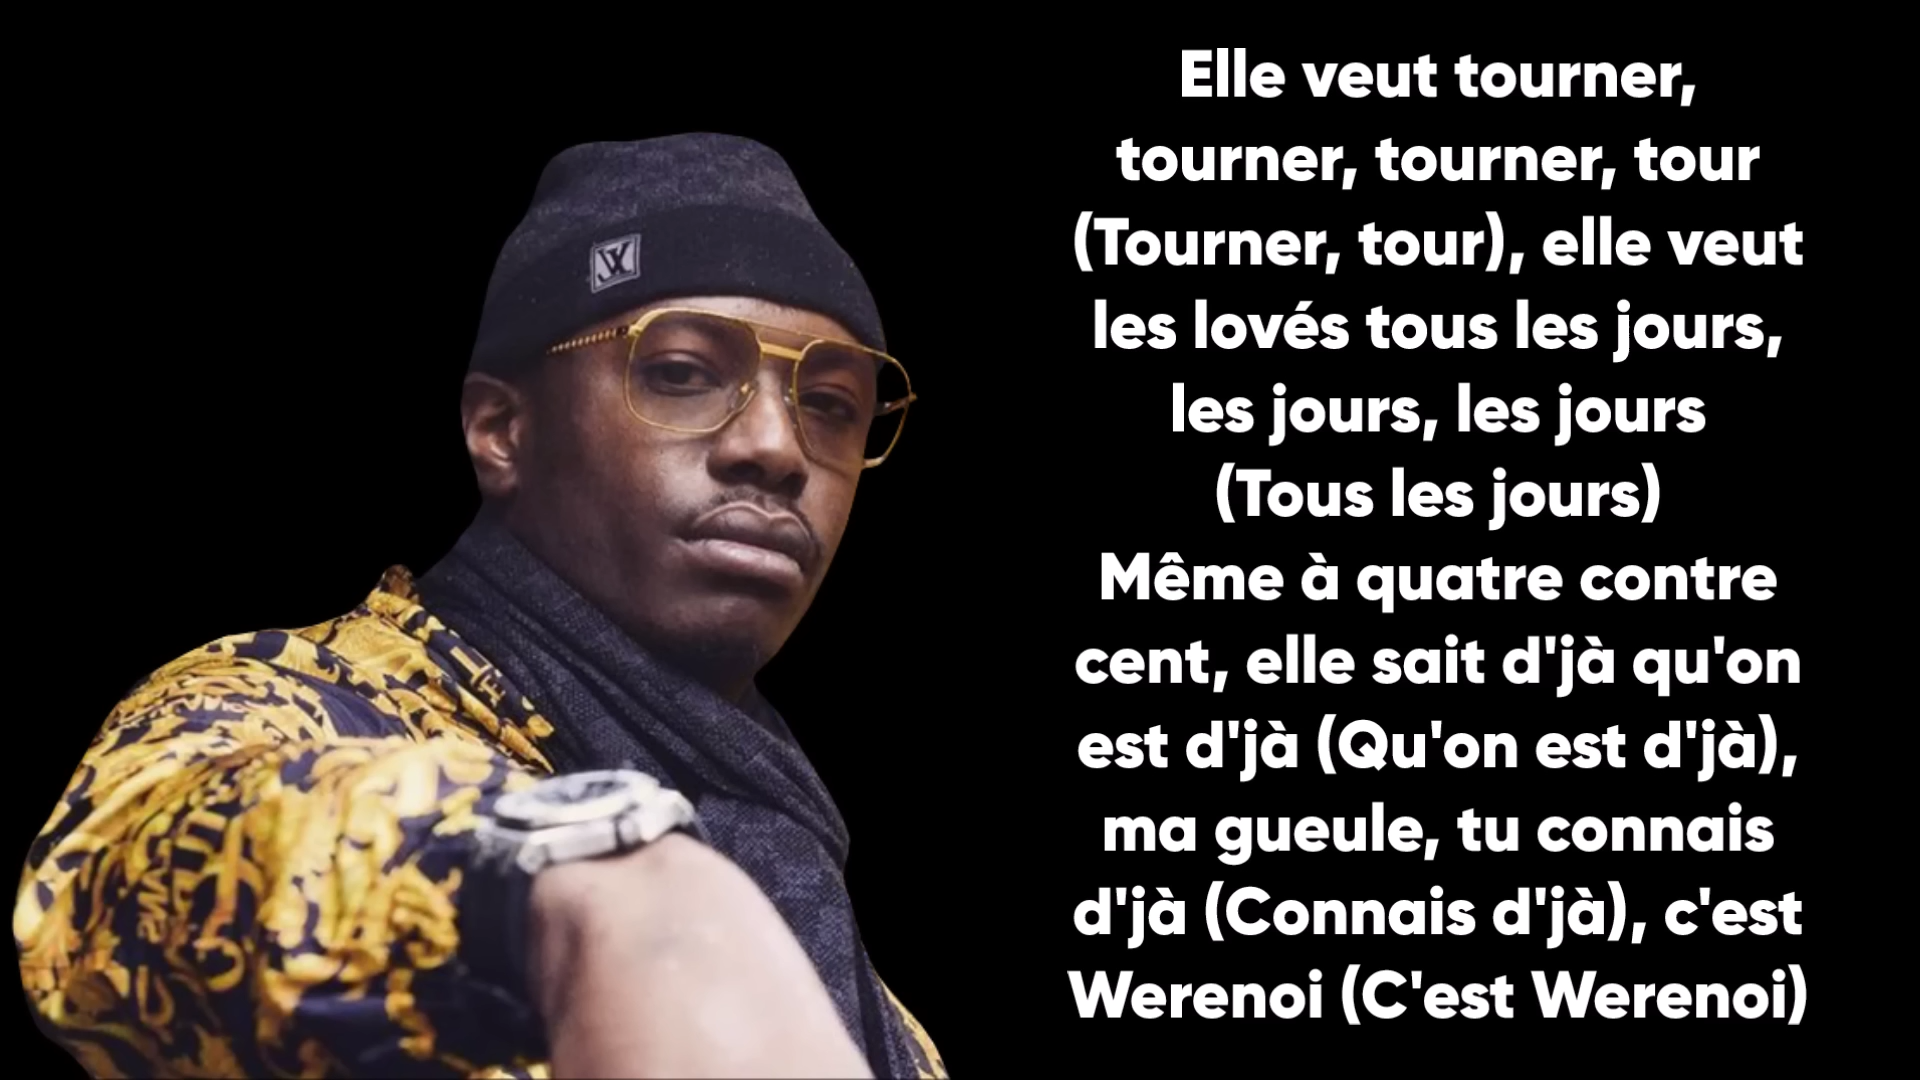 Elle veut tourner,
tourner, tourner, tour
(Tourner, tour), elle veut
les lovés tous les jours,
les jours, les jours
(Tous les jours)
Même à quatre contre
cent, elle sait d'jà qu'on
est d'jà (Qu'on est d'jà),
ma gueule, tu connais
d'jà (Connais d'jà), c'est
Werenoi (C'est Werenoi)